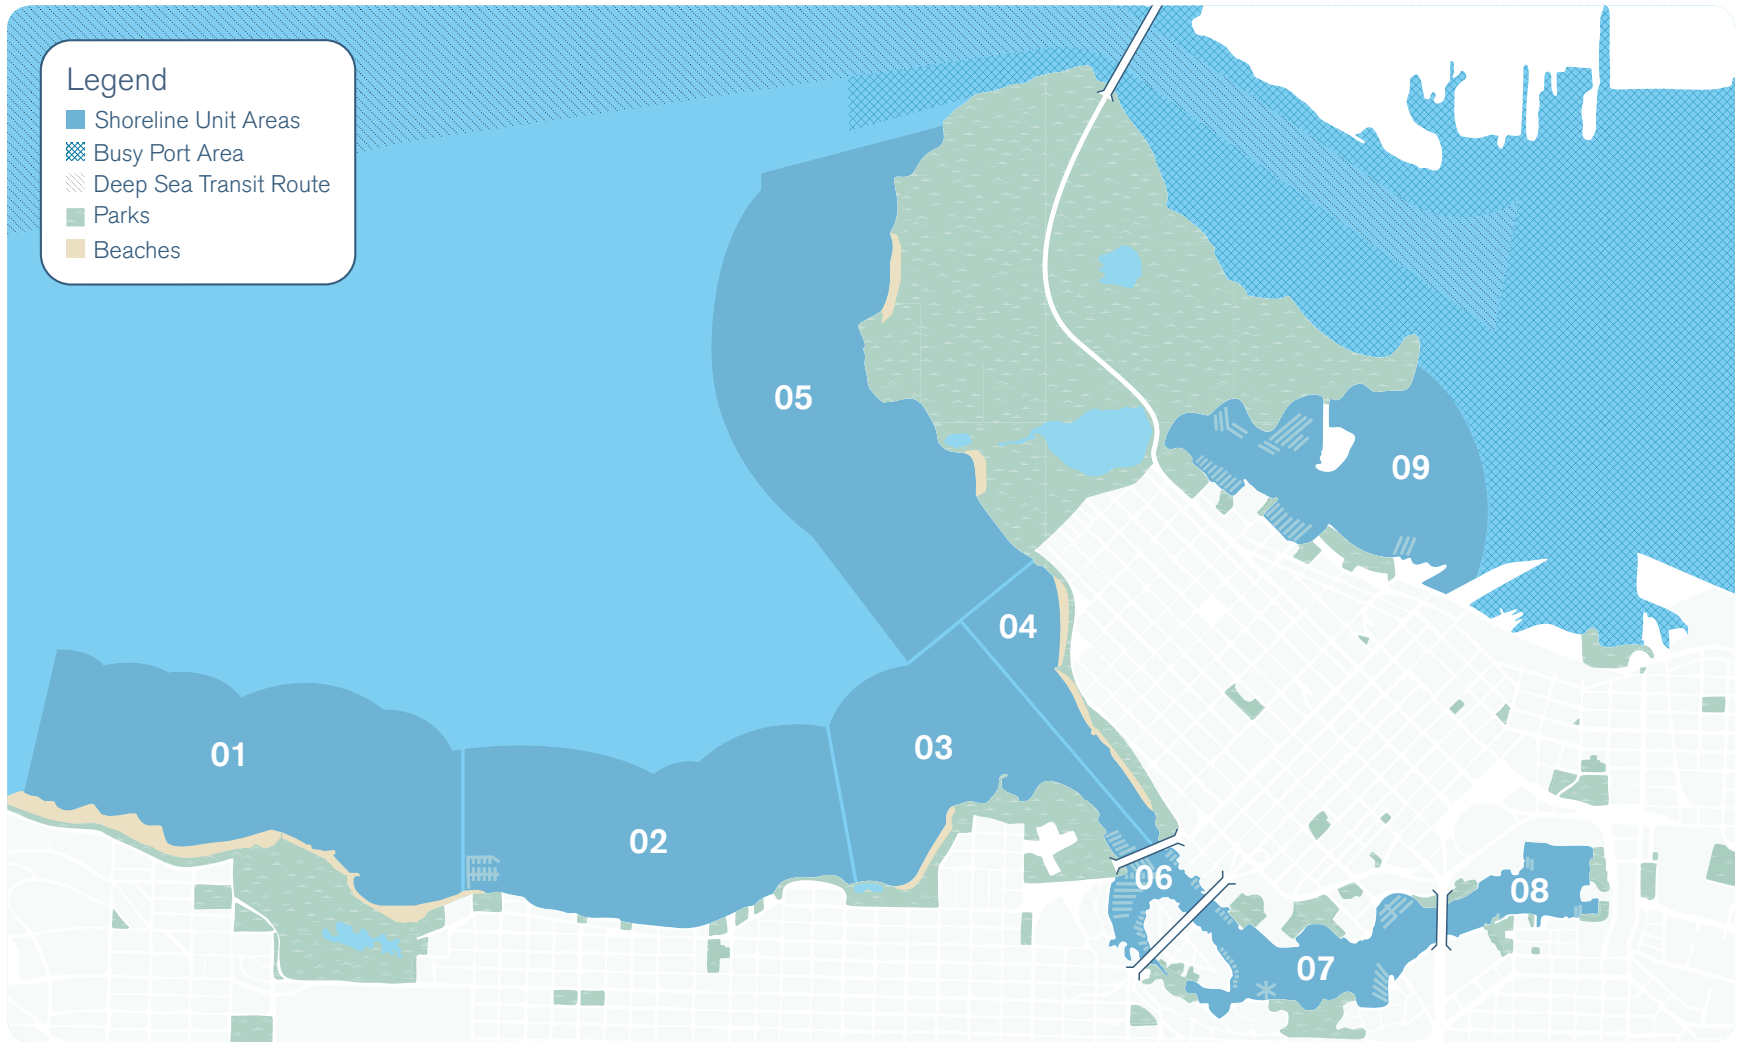 Legend
Shoreline Unit Areas
Busy Port Area
Deep Sea Transit Route
Parks
Beaches
05
09
04
03
01
02
06
08
07